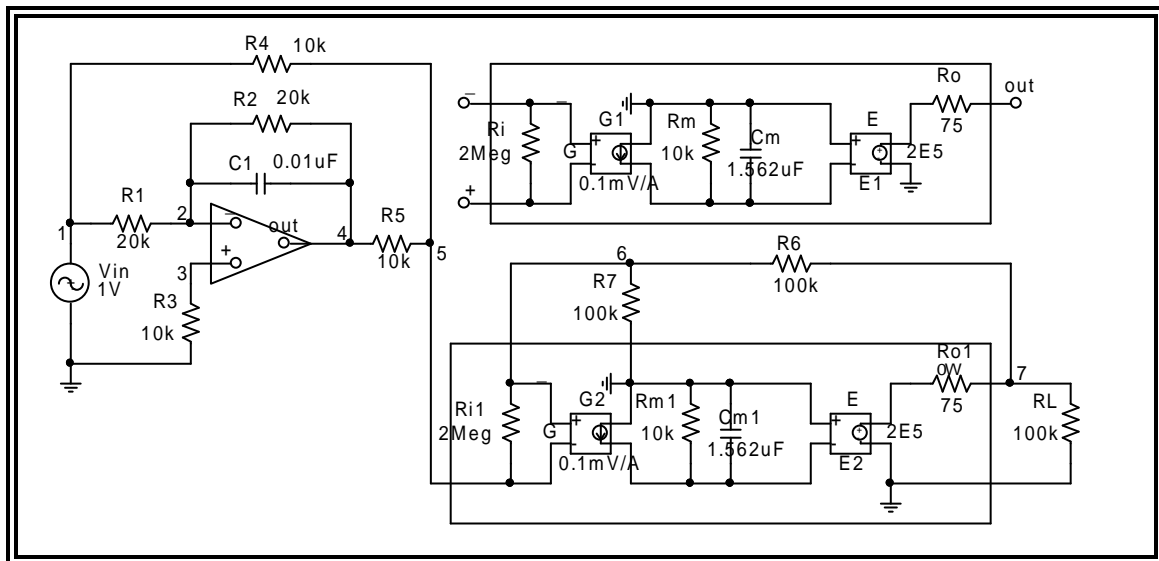 R4 10k
R2 20k
C1 0.01uF
R1
20k
1
2
3
out
4
R5
10k
5
Vin
1V
R3
10k
Ri
2Meg
G
G1
0.1mV/A
Rm
10k
Cm
1.562uF
E
2E5
E1
Ro
75
out
6
R6
100k
R7
100k
Ri1
2Meg
G
G2
0.1mV/A
Rm1
10k
Cm1
1.562uF
E
2E5
E2
Ro1
75
7
RL
100k